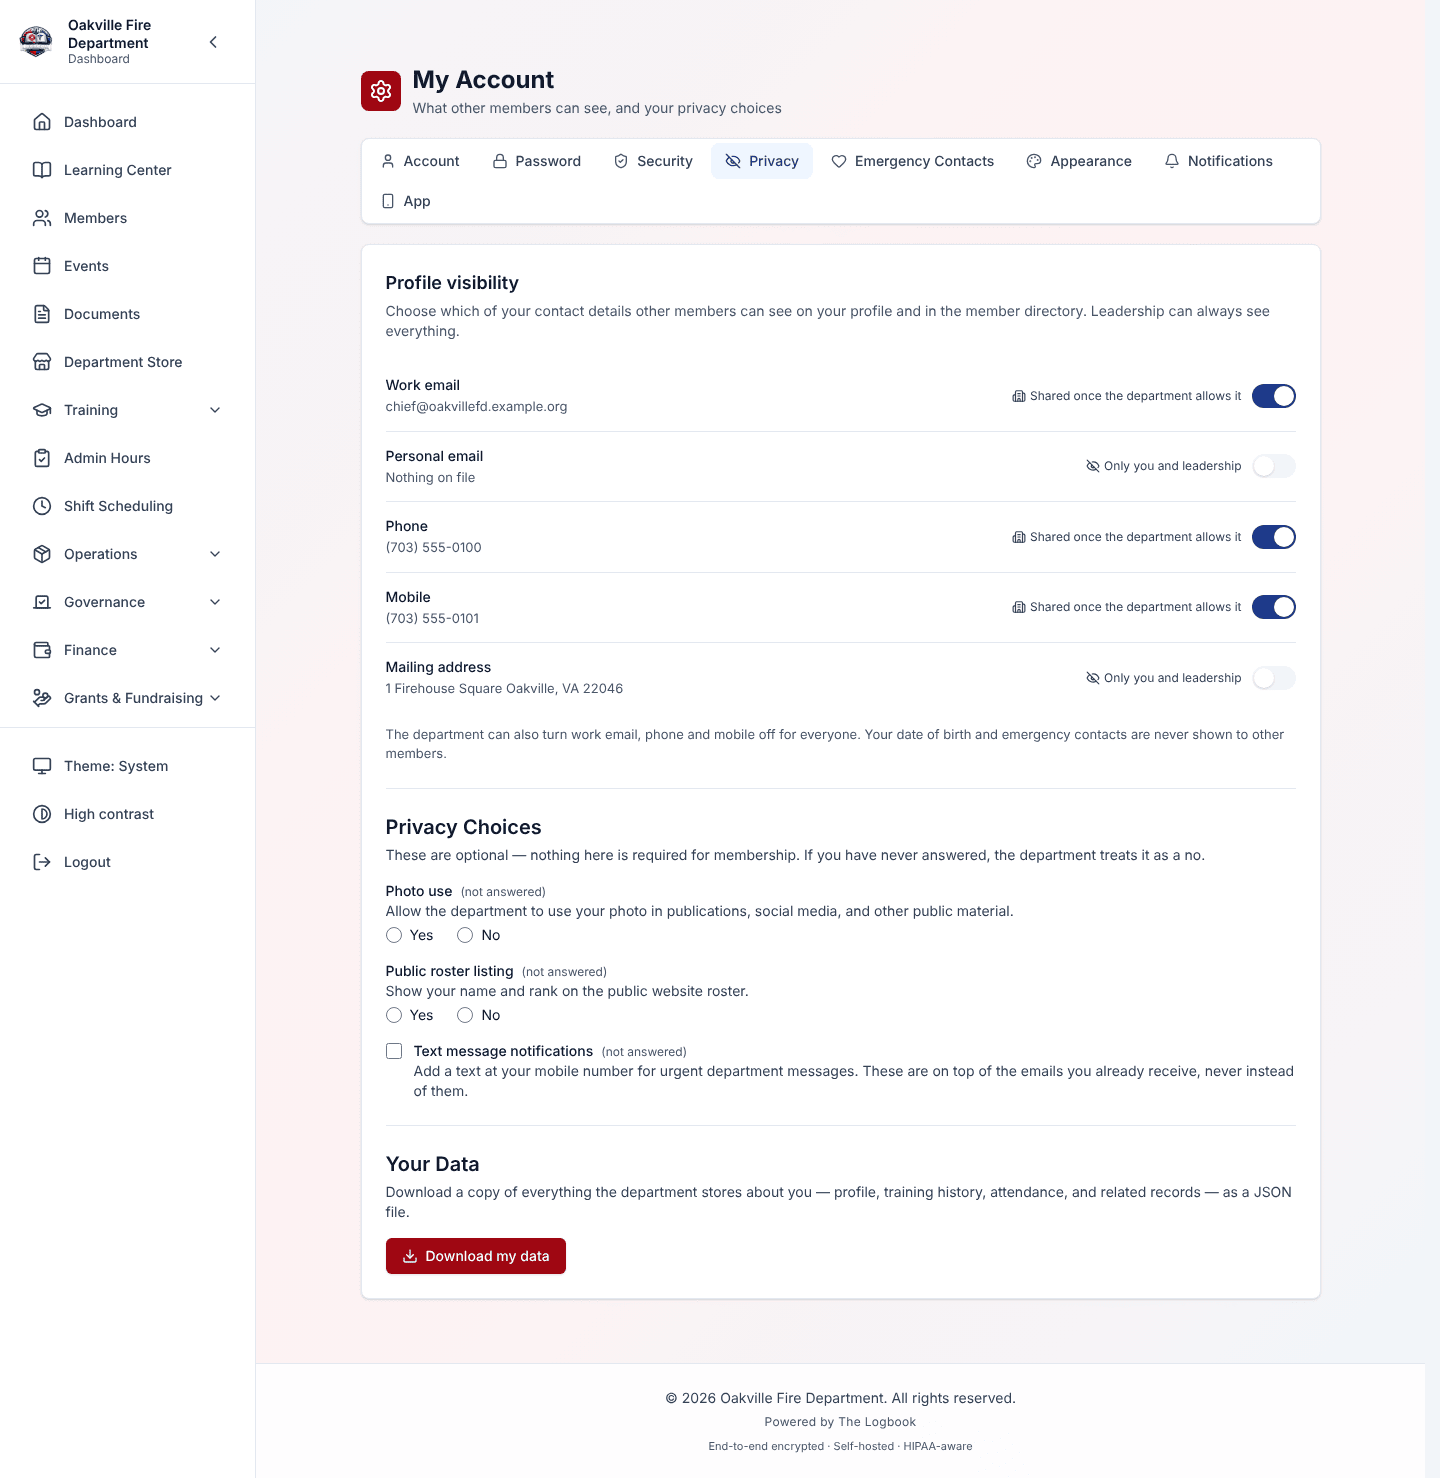 Oakville Fire
Department
Dashboard
Dashboard
Learning Center
Members
Events
Documents
Department Store
Training
Admin Hours
Shift Scheduling
Operations
Governance
Finance
Grants & Fundraising
Theme: System
High contrast
Logout
My Account
What other members can see, and your privacy choices
Account
Password
Security
Privacy
Emergency Contacts
Appearance
Notifications
App
Profile visibility
Choose which of your contact details other members can see on your profile and in the member directory. Leadership can always see
everything.
Work email
chief@oakvillefd.example.org
Shared once the department allows it
Personal email
Nothing on file
Only you and leadership
Phone
(703) 555-0100
Shared once the department allows it
Mobile
(703) 555-0101
Shared once the department allows it
Mailing address
1 Firehouse Square Oakville, VA 22046
Only you and leadership
The department can also turn work email, phone and mobile off for everyone. Your date of birth and emergency contacts are never shown to other
members.
Privacy Choices
These are optional — nothing here is required for membership. If you have never answered, the department treats it as a no.
Photo use (not answered)
Allow the department to use your photo in publications, social media, and other public material.
Yes No
Public roster listing (not answered)
Show your name and rank on the public website roster.
Yes No
Text message notifications (not answered)
Add a text at your mobile number for urgent department messages. These are on top of the emails you already receive, never instead
of them.
Your Data
Download a copy of everything the department stores about you — profile, training history, attendance, and related records — as a JSON
file.
Download my data
© 2026 Oakville Fire Department. All rights reserved.
Powered by The Logbook
End-to-end encrypted · Self-hosted · HIPAA-aware